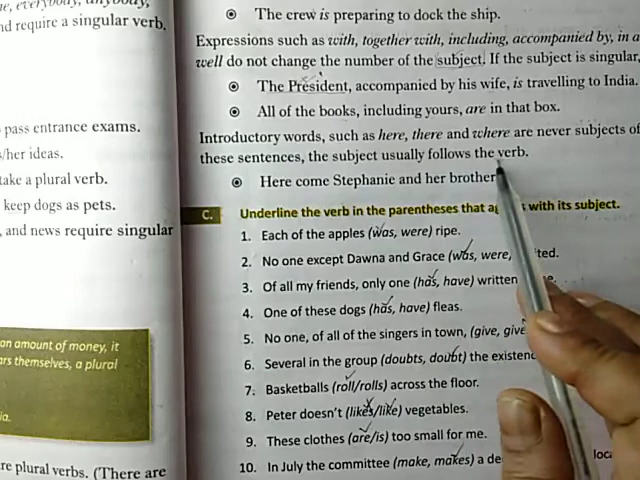 ne, everybody, anybody,
nd require a singular verb.
pass entrance exams.
s/her ideas.
take a plural verb.
keep dogs as pets.
, and news require singular
an amount of money, it
ars themselves, a plural
ia.
re plural verbs. (There are
The crew is preparing to dock the ship.
Expressions such as with, together with, including, accompanied by, in a
well do not change the number of the subject. If the subject is singular,
The President, accompanied by his wife, is travelling to India.
All of the books, including yours, are in that box.
Introductory words, such as here, there and where are never subjects of
these sentences, the subject usually follows the verb.
Here come Stephanie and her brother
C. Underline the verb in the parentheses that ag with its subject.
1. Each of the apples (was, were) ripe.
2. No one except Dawna and Grace (was, were, ted.
3. Of all my friends, only one (has, have) written
4. One of these dogs (has, have) fleas.
5. No one, of all of the singers in town, (give, give
6. Several in the group (doubts, doubt) the existenc
7. Basketballs (roll/rolls) across the floor.
8. Peter doesn't (likes/like) vegetables.
9. These clothes (are/is) too small for me.
10. In July the committee (make, makes) a de loca